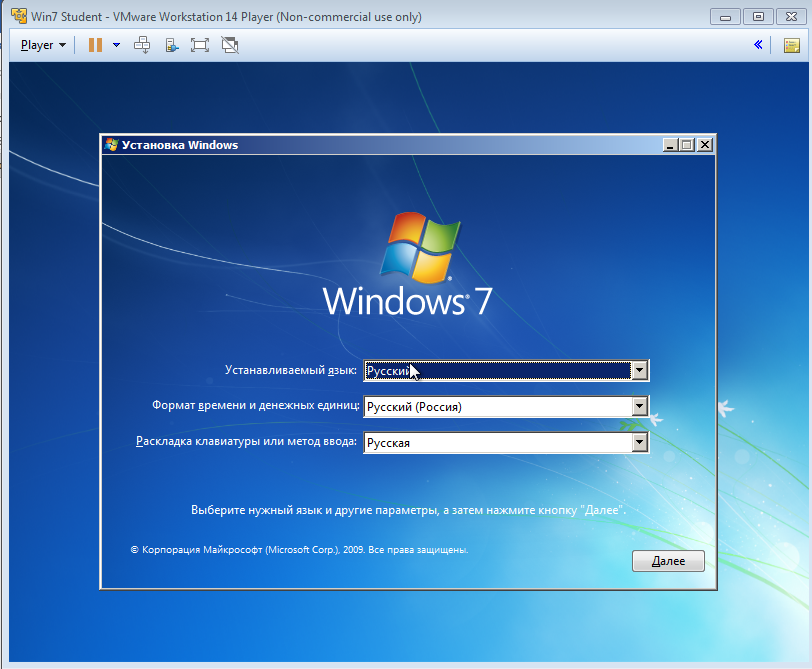 Win7 Student - VMware Workstation 14 Player (Non-commercial use only)
Player
Установка Windows
Windows® 7
Устанавливаемый язык: Русский
Формат времени и денежных единиц: Русский (Россия)
Раскладка клавиатуры или метод ввода: Русская
Выберите нужный язык и другие параметры, а затем нажмите кнопку "Далее".
© Корпорация Майкрософт (Microsoft Corp.), 2009. Все права защищены.
Далее